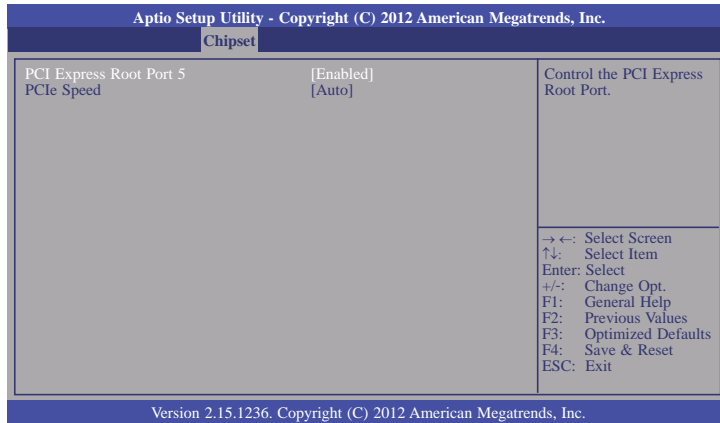 Aptio Setup Utility - Copyright (C) 2012 American Megatrends, Inc.
Chipset
PCI Express Root Port 5 [Enabled]
PCIe Speed [Auto]
Control the PCI Express
Root Port.
→ ←: Select Screen
↑↓: Select Item
Enter: Select
+/-: Change Opt.
F1: General Help
F2: Previous Values
F3: Optimized Defaults
F4: Save & Reset
ESC: Exit
Version 2.15.1236. Copyright (C) 2012 American Megatrends, Inc.